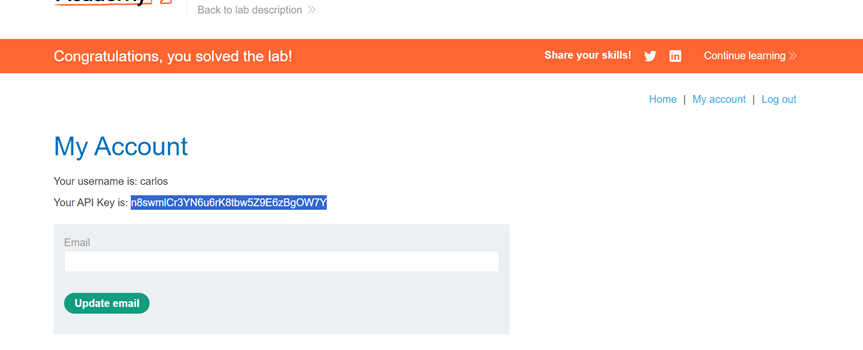 Academy
Back to lab description
Congratulations, you solved the lab!
Share your skills!
Continue learning
Home | My account | Log out
My Account
Your username is: carlos
Your API Key is: n8swmlCr3YN6u6rK8tbw5Z9E6zBgOW7Y
Email
Update email